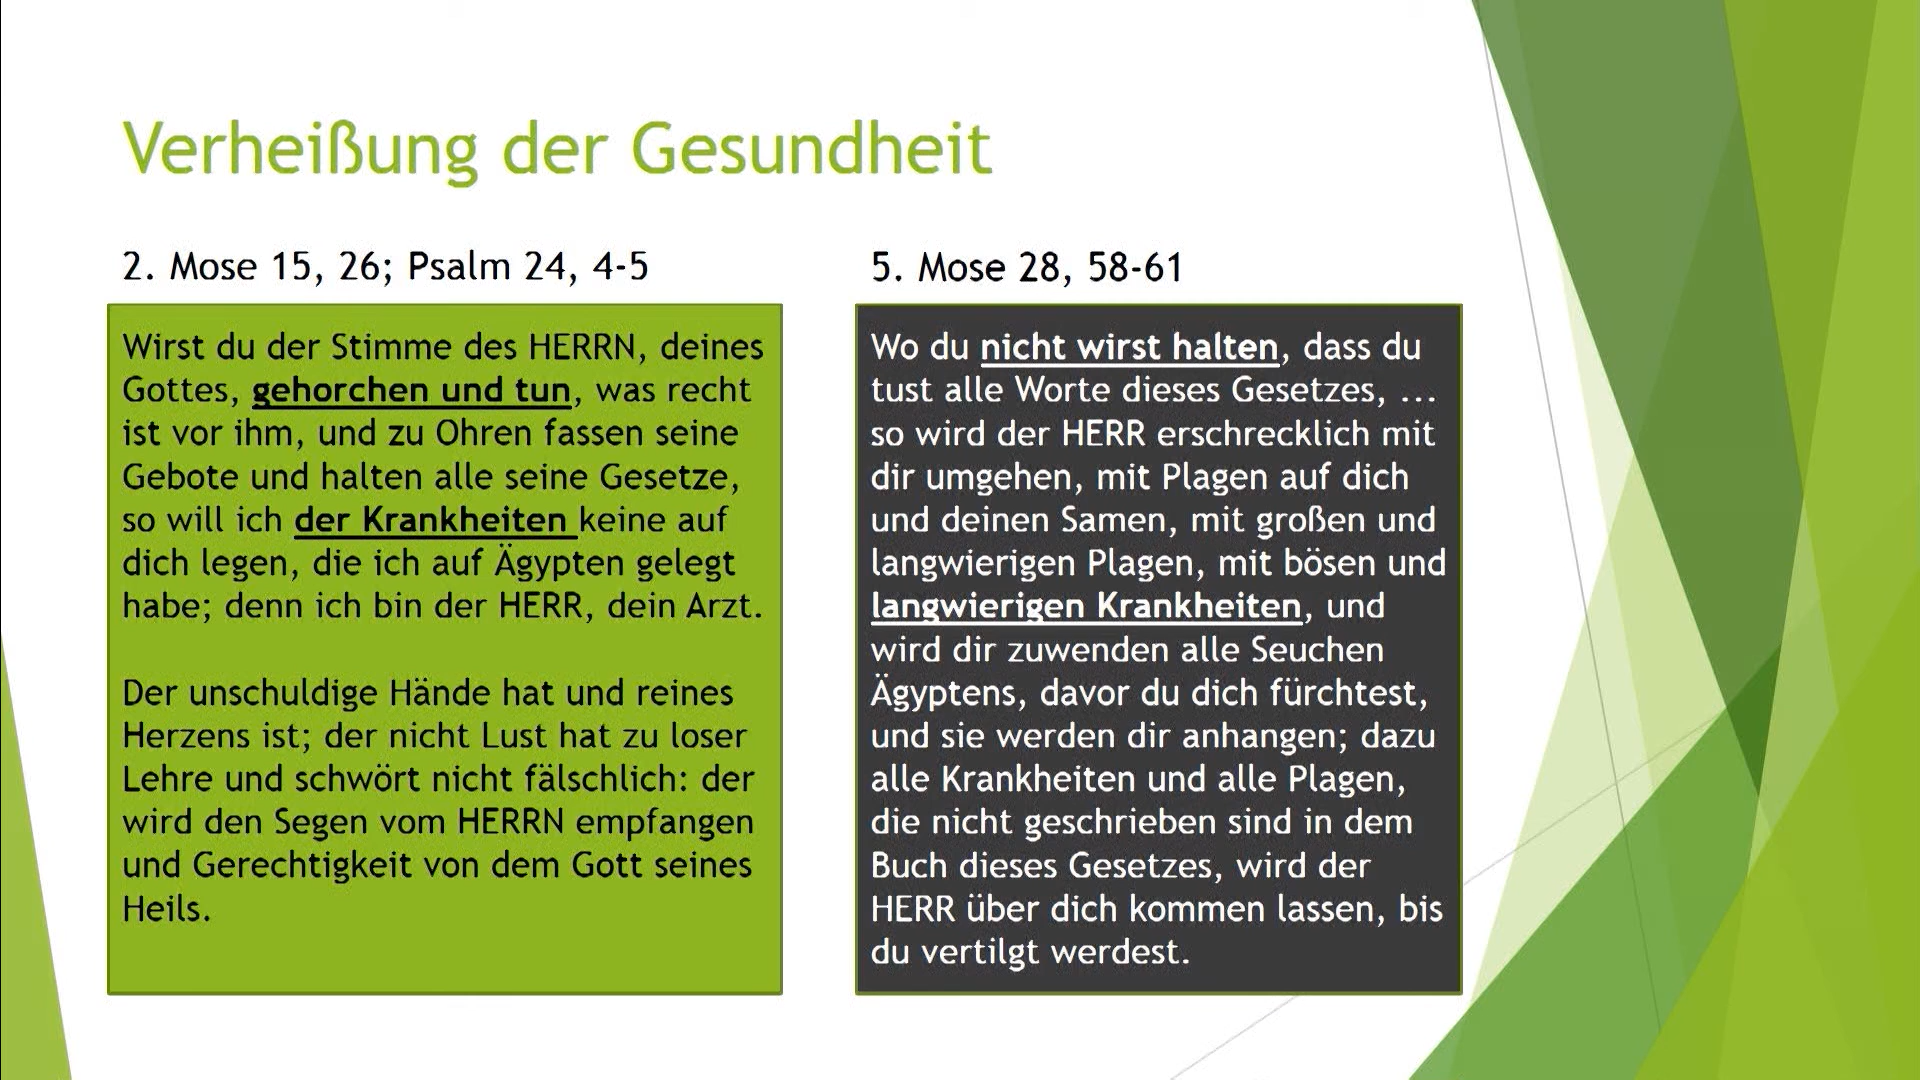 Verheißung der Gesundheit
2. Mose 15, 26; Psalm 24, 4-5
Wirst du der Stimme des HERRN, deines
Gottes, gehorchen und tun, was recht
ist vor ihm, und zu Ohren fassen seine
Gebote und halten alle seine Gesetze,
so will ich der Krankheiten keine auf
dich legen, die ich auf Ägypten gelegt
habe; denn ich bin der HERR, dein Arzt.
Der unschuldige Hände hat und reines
Herzens ist; der nicht Lust hat zu loser
Lehre und schwört nicht fälschlich: der
wird den Segen vom HERRN empfangen
und Gerechtigkeit von dem Gott seines
Heils.
5. Mose 28, 58-61
Wo du nicht wirst halten, dass du
tust alle Worte dieses Gesetzes, ...
so wird der HERR erschrecklich mit
dir umgehen, mit Plagen auf dich
und deinen Samen, mit großen und
langwierigen Plagen, mit bösen und
langwierigen Krankheiten, und
wird dir zuwenden alle Seuchen
Ägyptens, davor du dich fürchtest,
und sie werden dir anhangen; dazu
alle Krankheiten und alle Plagen,
die nicht geschrieben sind in dem
Buch dieses Gesetzes, wird der
HERR über dich kommen lassen, bis
du vertilgt werdest.